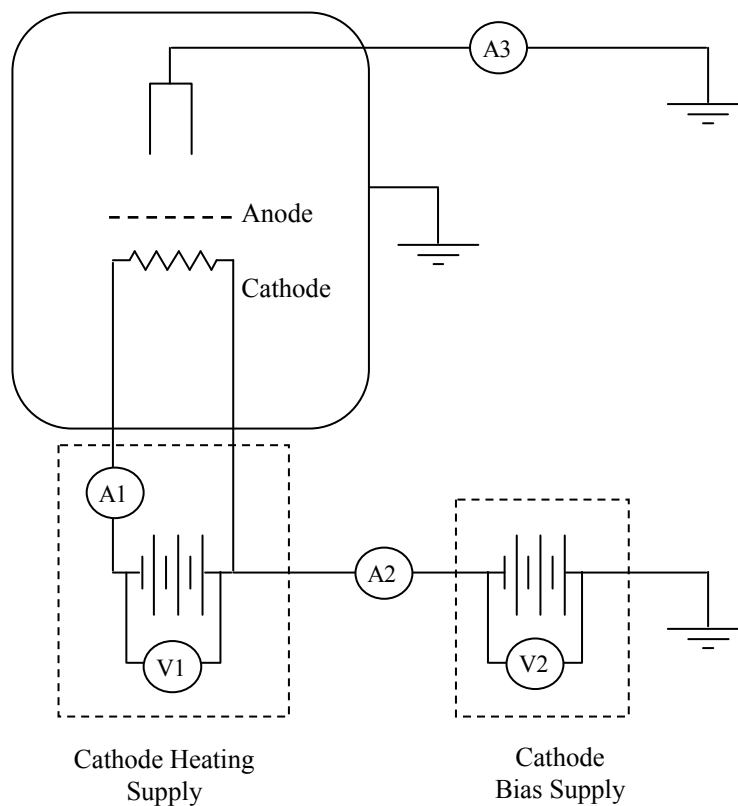 A3
Anode
Cathode
A1
A2
V1
V2
Cathode Heating
Supply
Cathode
Bias Supply